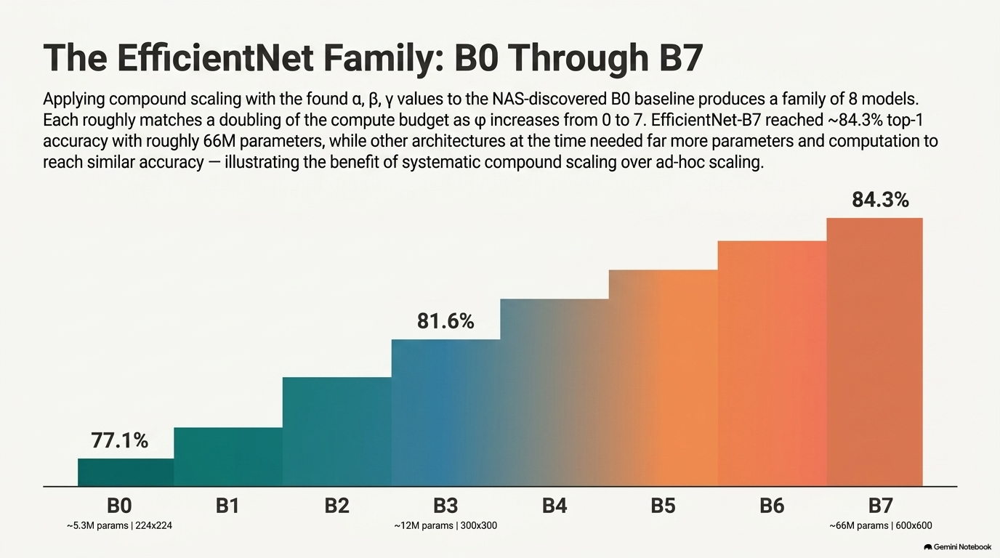 The EfficientNet Family: B0 Through B7
Applying compound scaling with the found α, β, γ values to the NAS-discovered B0 baseline produces a family of 8 models.
Each roughly matches a doubling of the compute budget as φ increases from 0 to 7. EfficientNet-B7 reached ~84.3% top-1
accuracy with roughly 66M parameters, while other architectures at the time needed far more parameters and computation to
reach similar accuracy — illustrating the benefit of systematic compound scaling over ad-hoc scaling.
84.3%
81.6%
77.1%
B0 B1 B2 B3 B4 B5 B6 B7
~5.3M params | 224x224 ~12M params | 300x300 ~66M params | 600x600
Gemini Notebook